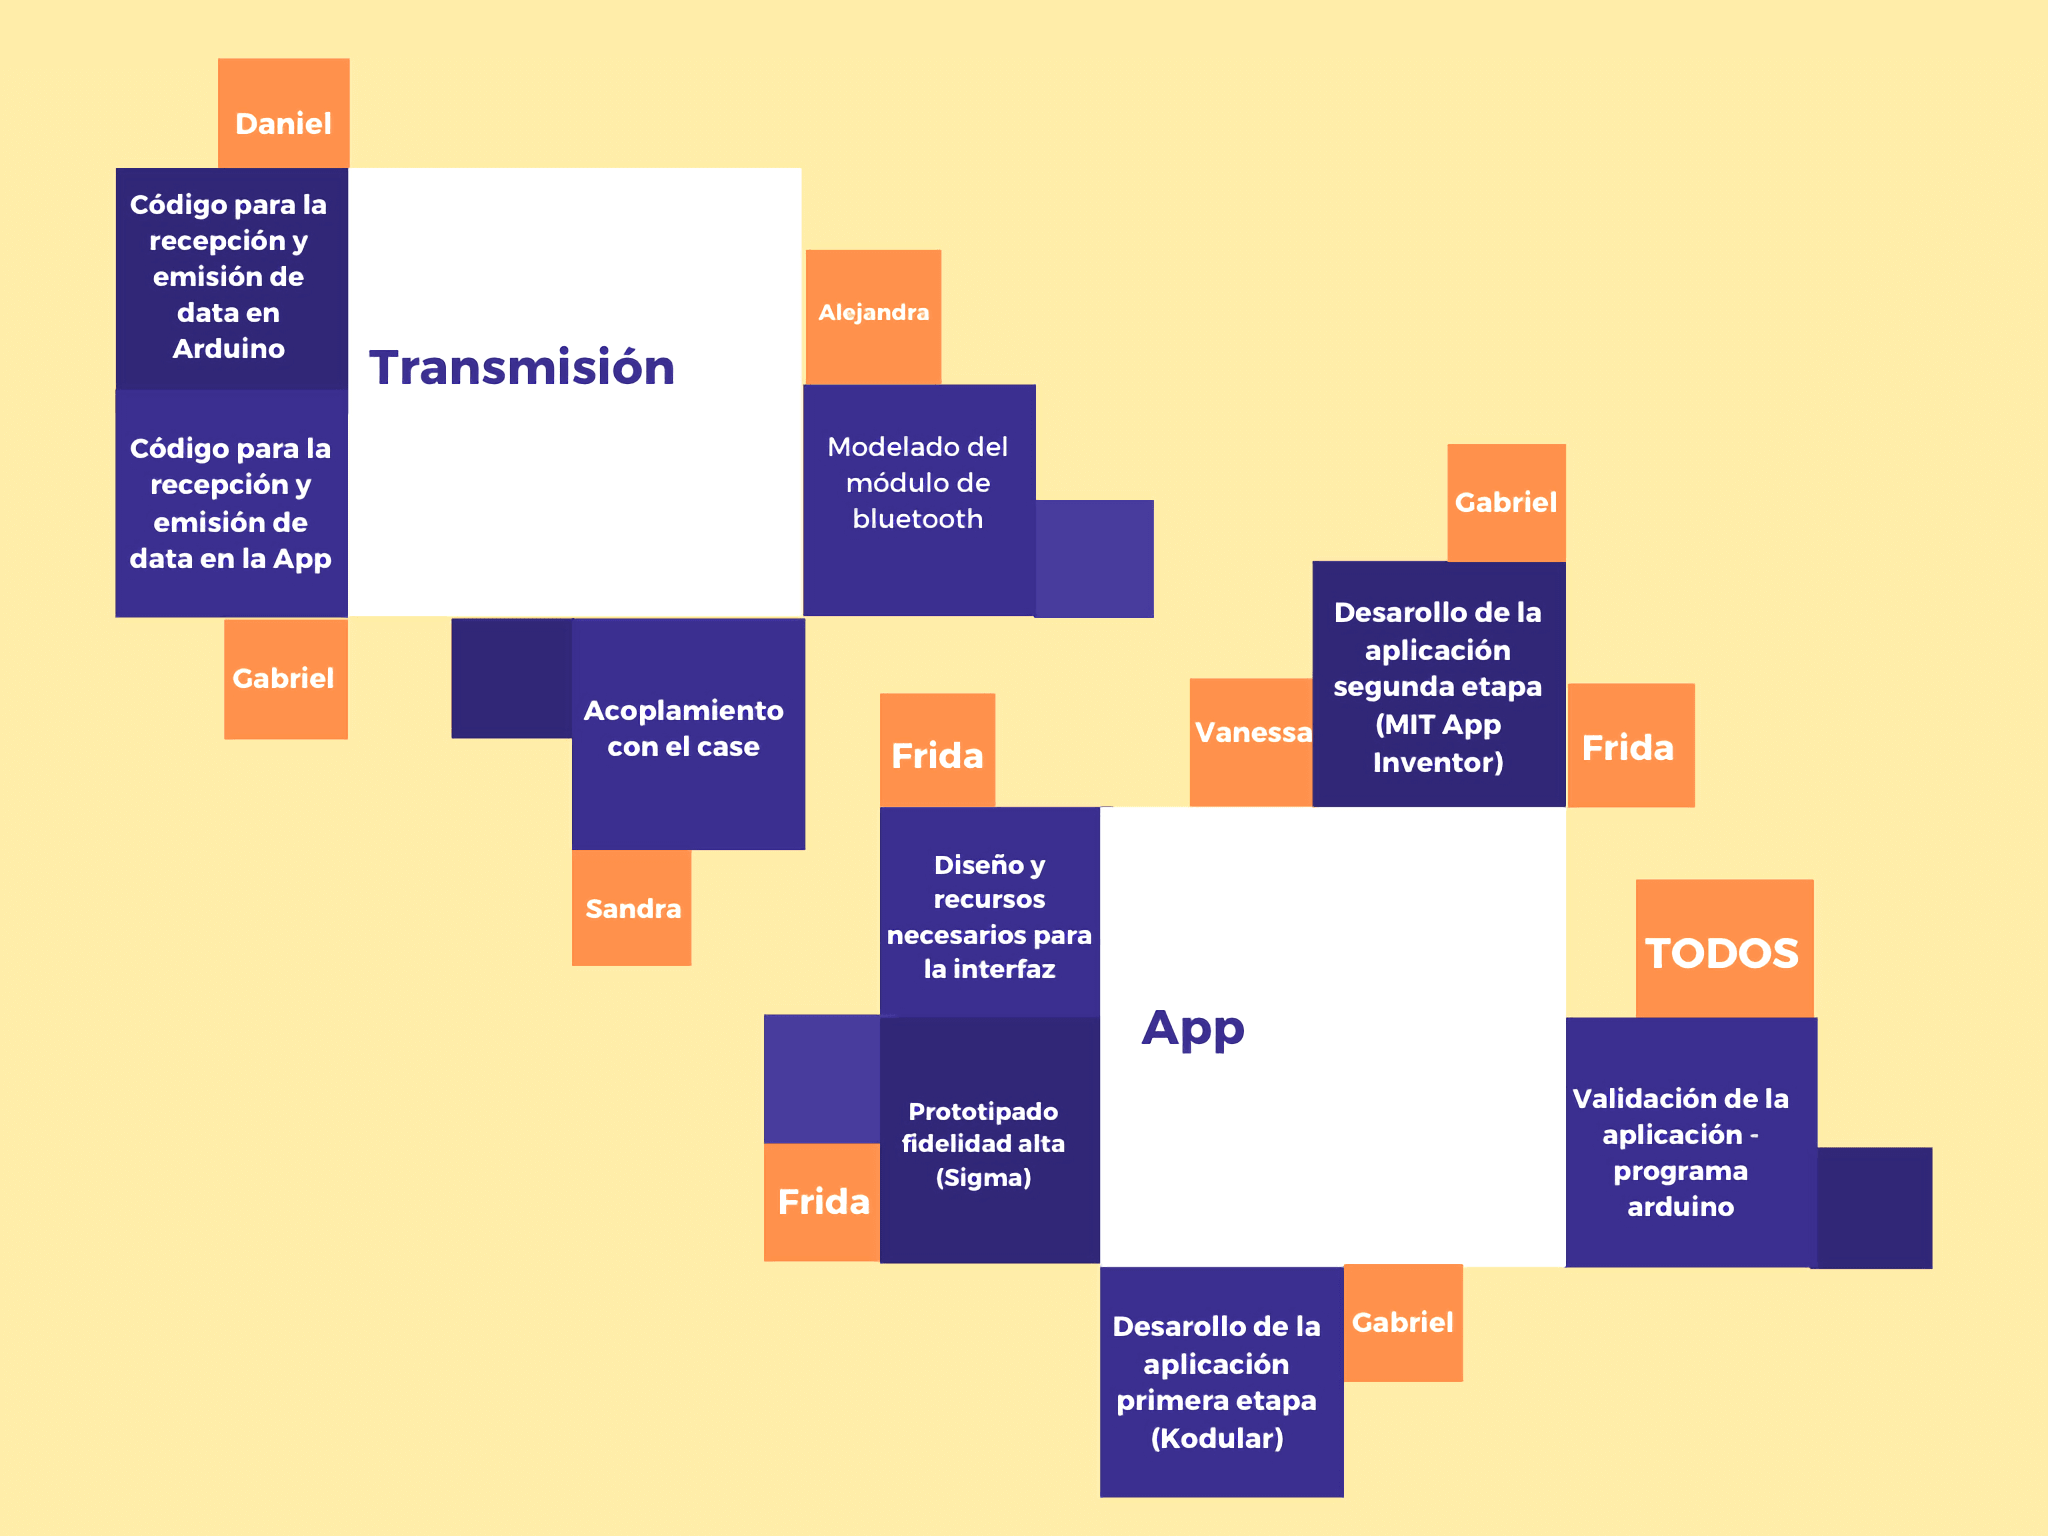 Daniel
Código para la
recepción y
emisión de
data en
Arduino
Transmisión
Alejandra
Código para la
recepción y
emisión de
data en la App
Modelado del
módulo de
bluetooth
Gabriel
Acoplamiento
con el case
Sandra
Gabriel
Desarollo de la
aplicación
segunda etapa
(MIT App
Inventor)
Vanessa
Frida
Frida
Diseño y
recursos
necesarios para
la interfaz
App
TODOS
Prototipado
fidelidad alta
(Sigma)
Frida
Validación de la
aplicación -
programa
arduino
Desarollo de la
aplicación
primera etapa
(Kodular)
Gabriel